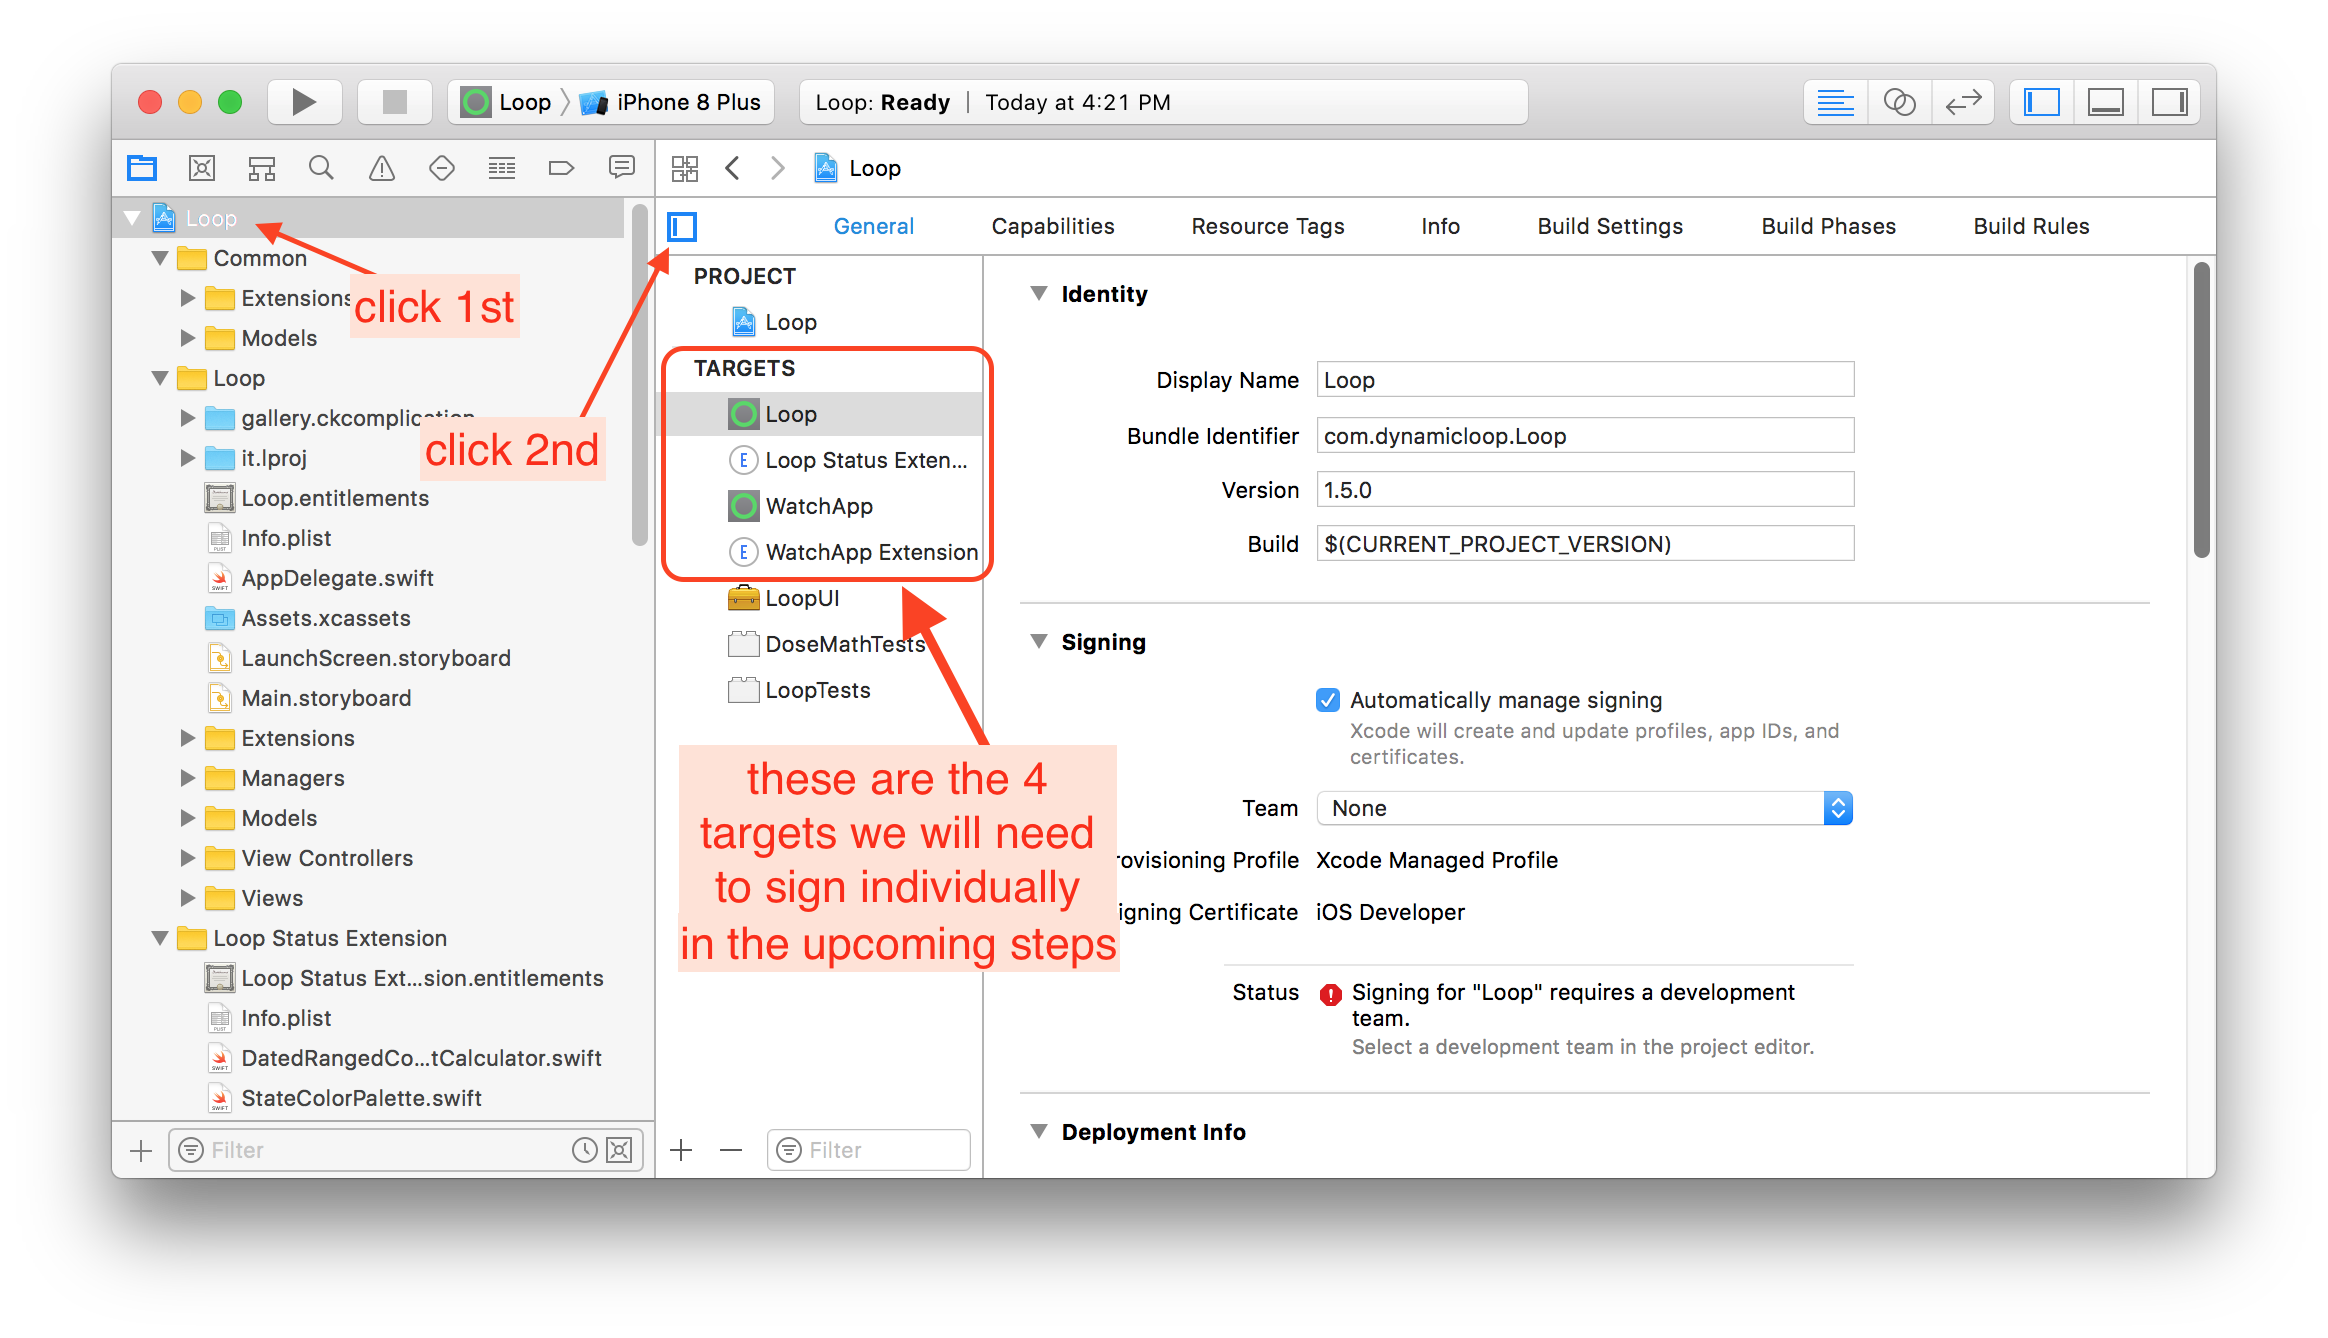 Loop
iPhone 8 Plus
Loop: Ready | Today at 4:21 PM
Loop
Loop
Common
Extensions
Models
Loop
gallery.ckcomplication
it.lproj
Loop.entitlements
Info.plist
AppDelegate.swift
Assets.xcassets
LaunchScreen.storyboard
Main.storyboard
Extensions
Managers
Models
View Controllers
Views
Loop Status Extension
Loop Status Ext...sion.entitlements
Info.plist
DatedRangedCo...tCalculator.swift
StateColorPalette.swift
Filter
click 1st
click 2nd
General
Capabilities
Resource Tags
Info
Build Settings
Build Phases
Build Rules
PROJECT
Loop
TARGETS
Loop
Loop Status Exten...
WatchApp
WatchApp Extension
LoopUI
DoseMathTests
LoopTests
these are the 4
targets we will need
to sign individually
in the upcoming steps
Filter
Identity
Display Name Loop
Bundle Identifier com.dynamicloop.Loop
Version 1.5.0
Build $(CURRENT_PROJECT_VERSION)
Signing
Automatically manage signing
Xcode will create and update profiles, app IDs, and
certificates.
Team None
rovisioning Profile Xcode Managed Profile
igning Certificate iOS Developer
Status Signing for "Loop" requires a development
team.
Select a development team in the project editor.
Deployment Info